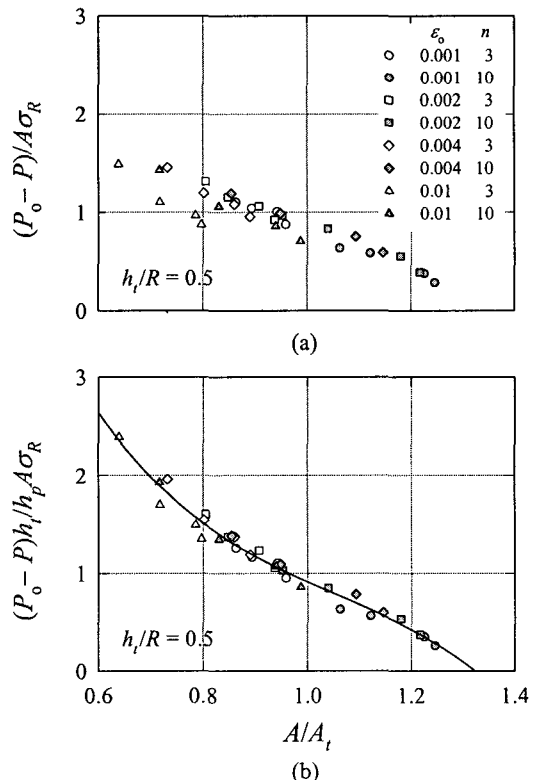 3
2
1
0
(P₀ – P)/Aσ_R
ε₀ n
0.001 3
0.001 10
0.002 3
0.002 10
0.004 3
0.004 10
0.01 3
0.01 10
h_t/R = 0.5
(a)
3
2
1
0
(P₀ – P)h_t/h_pAσ_R
h_t/R = 0.5
0.6 0.8 1.0 1.2 1.4
A/A_t
(b)